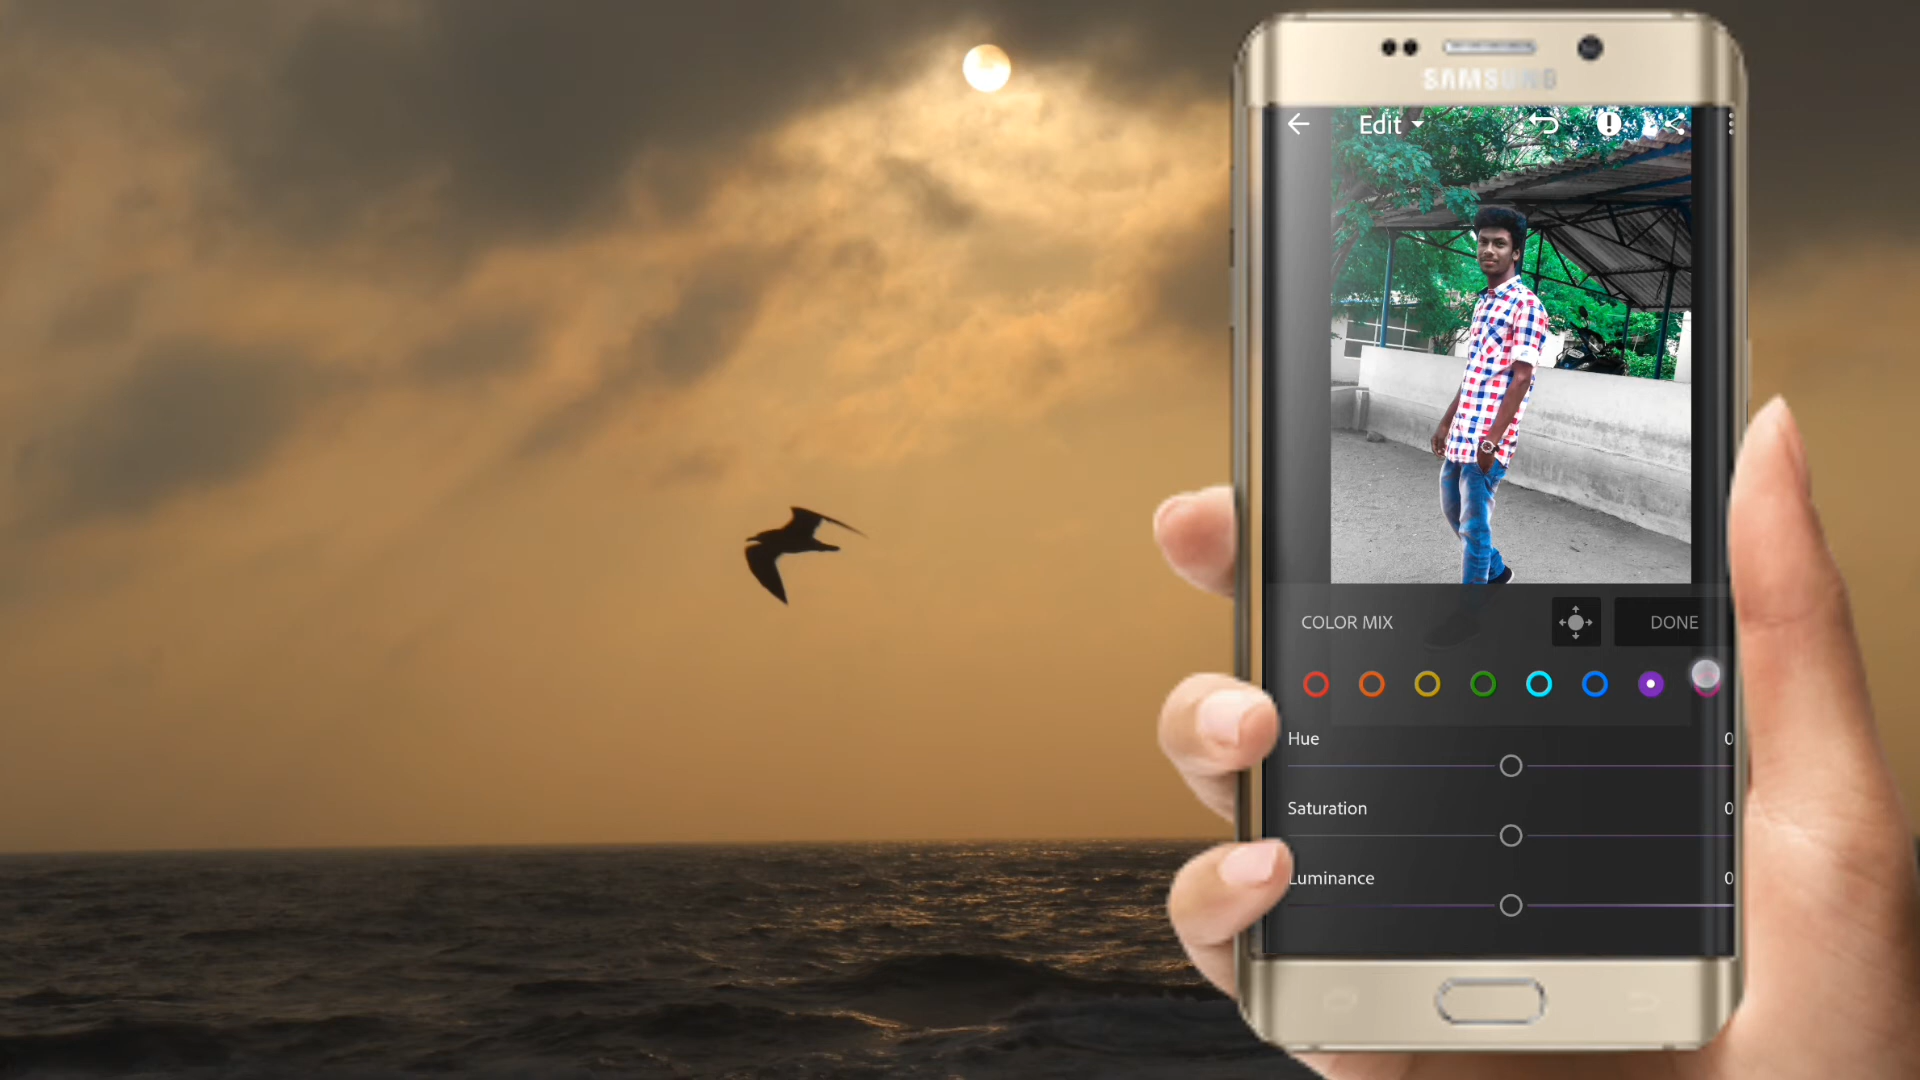 SAMSUNG
Edit
COLOR MIX
DONE
Hue 0
Saturation 0
Luminance 0